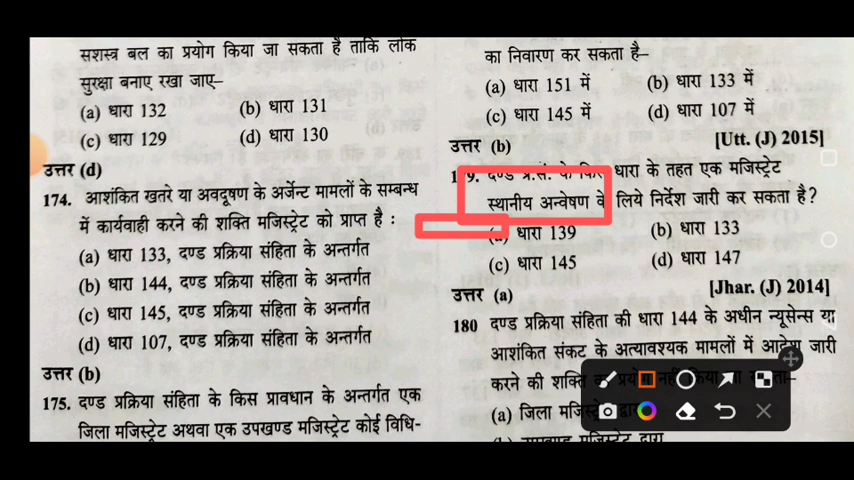 सशस्त्र बल का प्रयोग किया जा सकता है ताकि लोक
सुरक्षा बनाए रखा जाए–
(a) धारा 132 (b) धारा 131
(c) धारा 129 (d) धारा 130
उत्तर (d)
174. आशंकित खतरे या अवदूषण के अर्जेन्ट मामलों के सम्बन्ध
में कार्यवाही करने की शक्ति मजिस्ट्रेट को प्राप्त है :
(a) धारा 133, दण्ड प्रक्रिया संहिता के अन्तर्गत
(b) धारा 144, दण्ड प्रक्रिया संहिता के अन्तर्गत
(c) धारा 145, दण्ड प्रक्रिया संहिता के अन्तर्गत
(d) धारा 107, दण्ड प्रक्रिया संहिता के अन्तर्गत
उत्तर (b)
175. दण्ड प्रक्रिया संहिता के किस प्रावधान के अन्तर्गत एक
जिला मजिस्ट्रेट अथवा एक उपखण्ड मजिस्ट्रेट कोई विधि-
का निवारण कर सकता है–
(a) धारा 151 में (b) धारा 133 में
(c) धारा 145 में (d) धारा 107 में
उत्तर (b) [Utt. (J) 2015]
दण्ड प्र.सं. के धारा के तहत एक मजिस्ट्रेट
स्थानीय अन्वेषण के लिये निर्देश जारी कर सकता है?
धारा 139 (b) धारा 133
(c) धारा 145 (d) धारा 147
उत्तर (a) [Jhar. (J) 2014]
180 दण्ड प्रक्रिया संहिता की धारा 144 के अधीन न्यूसेन्स या
आशंकित संकट के अत्यावश्यक मामलों में आदेश जारी
करने की शक्ति
(a) जिला